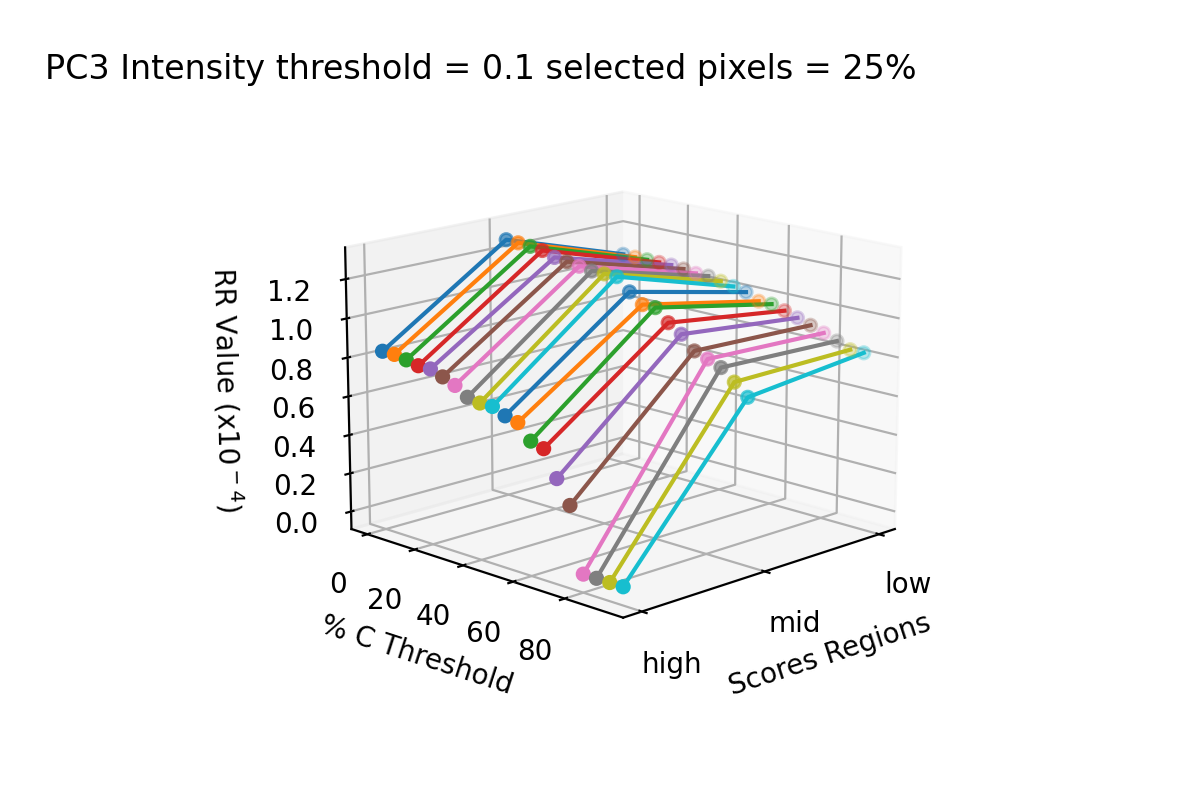 PC3 Intensity threshold = 0.1 selected pixels = 25%
RR Value (x10⁻⁴)
1.2
1.0
0.8
0.6
0.4
0.2
0.0
0
20
40
60
80
% C Threshold
high
mid
low
Scores Regions